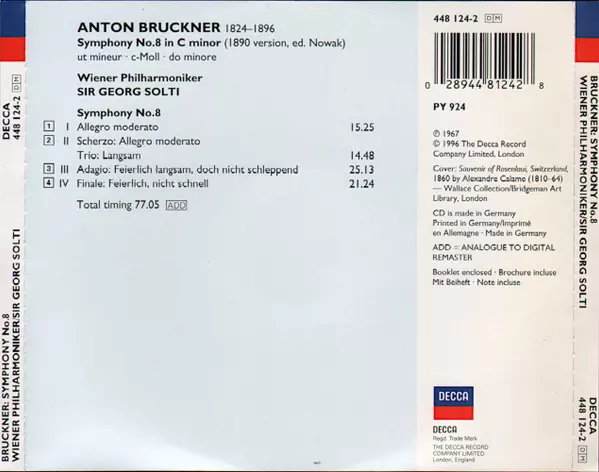 ANTON BRUCKNER 1824–1896
Symphony No.8 in C minor (1890 version, ed. Nowak)
ut mineur · c-Moll · do minore
Wiener Philharmoniker
SIR GEORG SOLTI
Symphony No.8
1 I Allegro moderato 15.25
2 II Scherzo: Allegro moderato
Trio: Langsam 14.48
3 III Adagio: Feierlich langsam, doch nicht schleppend 25.13
4 IV Finale: Feierlich, nicht schnell 21.24
Total timing 77.05 ADD
448 124-2 DM
0 28944 81242 8
PY 924
℗ 1967
© 1996 The Decca Record
Company Limited, London
Cover: Souvenir of Rosenlaui, Switzerland,
1860 by Alexandre Calame (1810–64)
— Wallace Collection/Bridgeman Art
Library, London
CD is made in Germany
Printed in Germany/Imprimé
en Allemagne · Made in Germany
ADD = ANALOGUE TO DIGITAL
REMASTER
Booklet enclosed · Brochure incluse
Mit Beiheft · Note incluse
DECCA
DECCA
Regd. Trade Mark
THE DECCA RECORD
COMPANY LIMITED
London, England
BRUCKNER: SYMPHONY No.8
WIENER PHILHARMONIKER/SIR GEORG SOLTI
DECCA
448 124-2 DM
BRUCKNER: SYMPHONY No.8
WIENER PHILHARMONIKER/SIR GEORG SOLTI
DECCA
448 124-2 DM